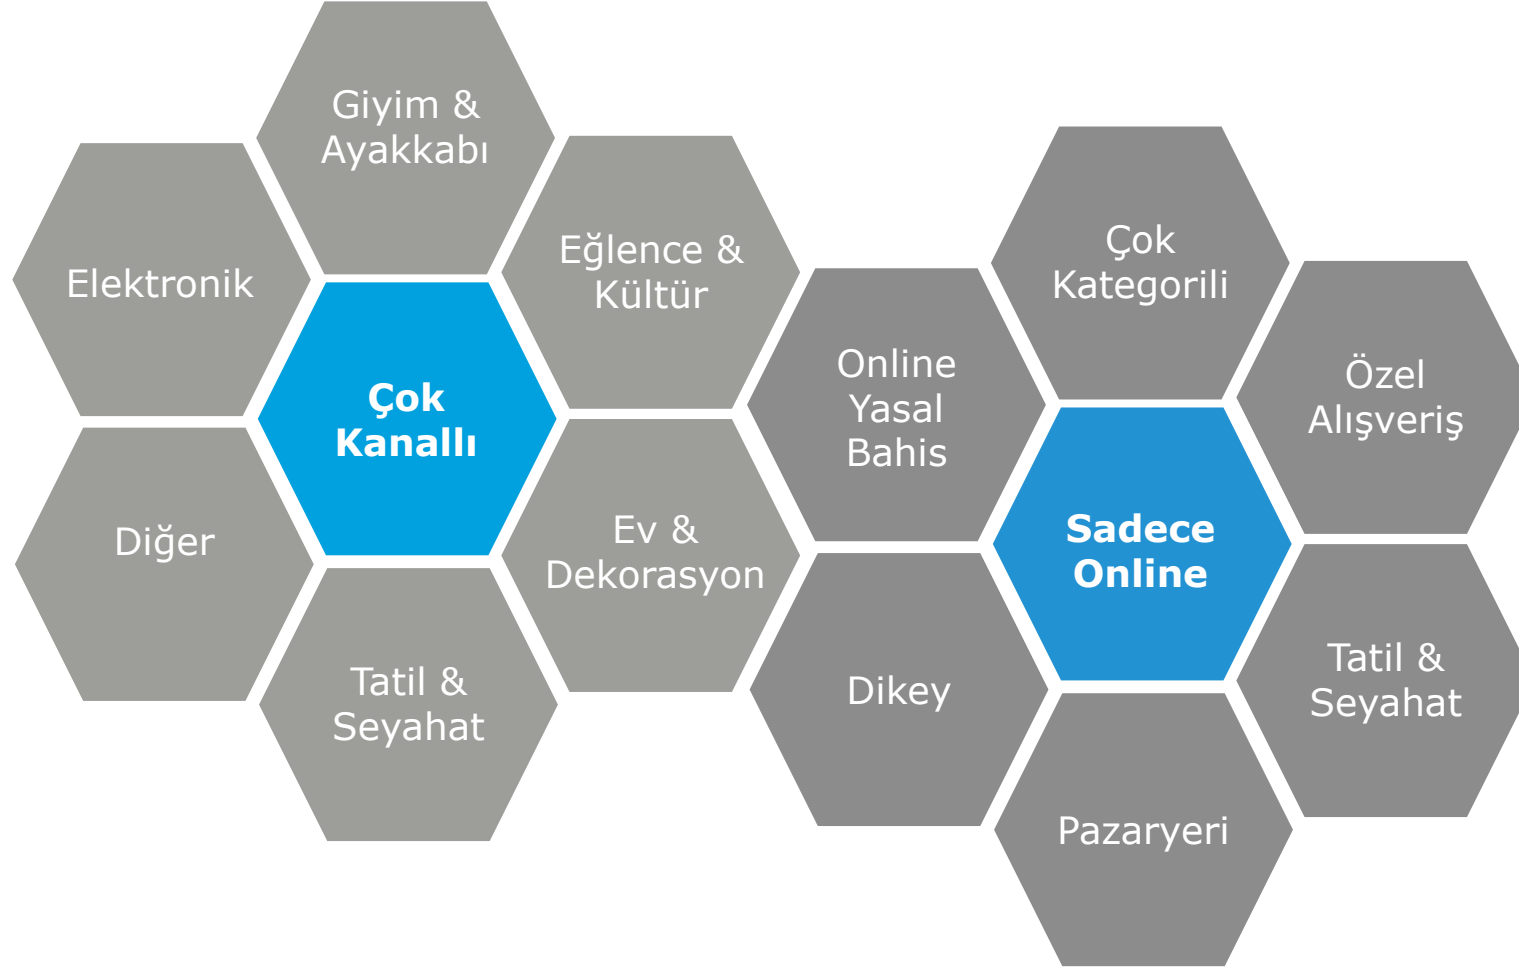 Giyim &
Ayakkabı
Elektronik
Eğlence &
Kültür
Çok
Kanallı
Diğer
Ev &
Dekorasyon
Tatil &
Seyahat
Çok
Kategorili
Online
Yasal
Bahis
Özel
Alışveriş
Sadece
Online
Dikey
Tatil &
Seyahat
Pazaryeri